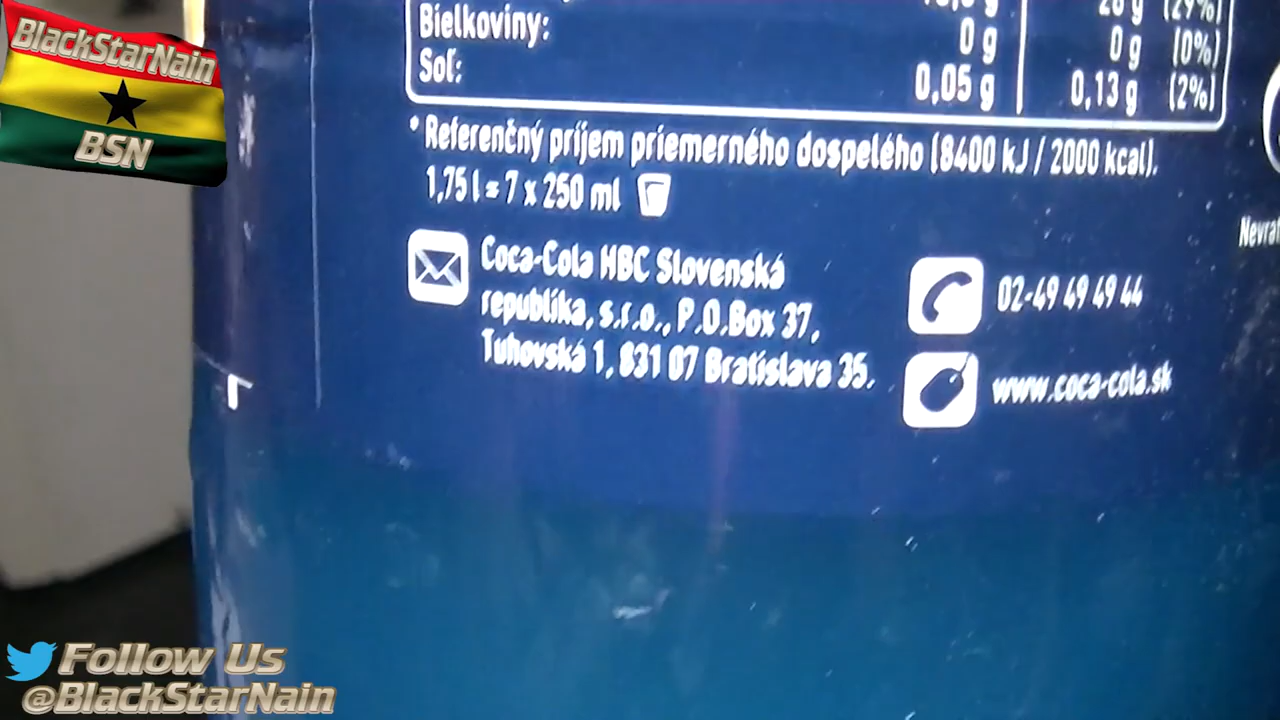 BlackStarNain
BSN
Bielkoviny: 0 g 0 g (0%)
Soľ: 0,05 g 0,13 g (2%)
* Referenčný príjem priemerného dospelého (8400 kJ / 2000 kcal).
1,75 l = 7 x 250 ml
Coca-Cola HBC Slovenská
republika, s.r.o., P.O.Box 37,
Tuhovská 1, 831 07 Bratislava 35.
02-49 49 49 44
www.coca-cola.sk
Follow Us
@BlackStarNain